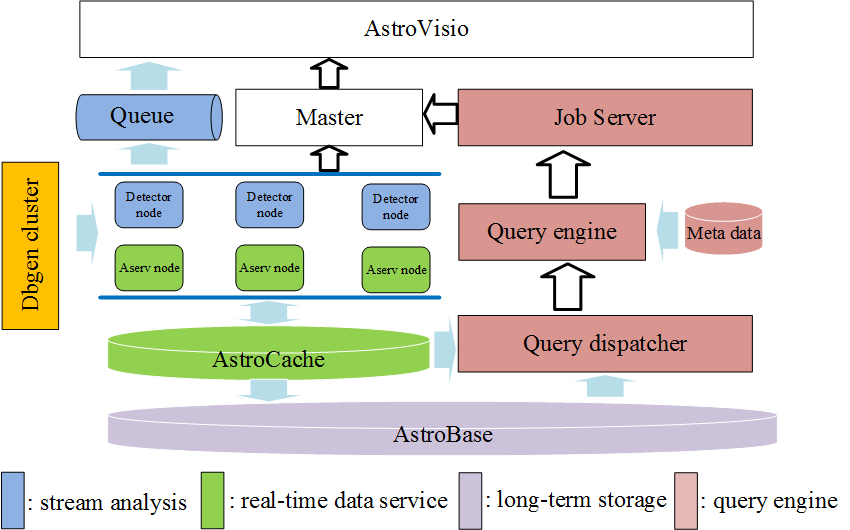 AstroVisio
Queue
Master
Job Server
Dbgen cluster
Detector
node
Detector
node
Detector
node
Aserv node
Aserv node
Aserv node
Query engine
Meta data
AstroCache
Query dispatcher
AstroBase
: stream analysis
: real-time data service
: long-term storage
: query engine